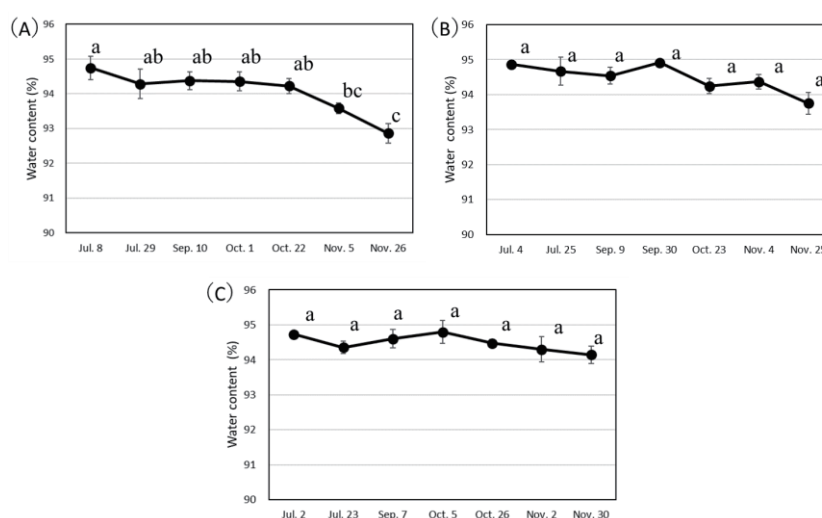 (A)
Water content (%)
96
95
94
93
92
91
90
a
ab
ab
ab
ab
bc
c
Jul. 8 Jul. 29 Sep. 10 Oct. 1 Oct. 22 Nov. 5 Nov. 26
(B)
Water content (%)
96
95
94
93
92
91
90
a
a
a
a
a
a
a
Jul. 4 Jul. 25 Sep. 9 Sep. 30 Oct. 23 Nov. 4 Nov. 25
(C)
Water content (%)
96
95
94
93
92
91
90
a
a
a
a
a
a
a
Jul. 2 Jul. 23 Sep. 7 Oct. 5 Oct. 26 Nov. 2 Nov. 30